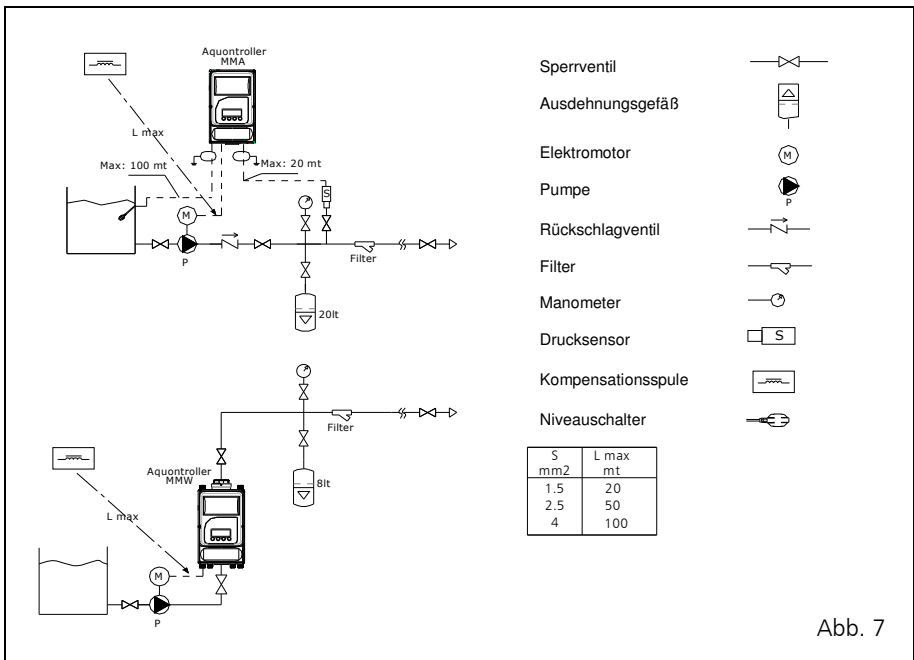 Aquontroller
MMA
L max
Max: 100 mt
Max: 20 mt
S
M
P
Filter
20lt
Aquontroller
MMW
L max
M
P
Filter
8lt
Sperrventil
Ausdehnungsgefäß
Elektromotor
M
Pumpe
P
Rückschlagventil
Filter
Manometer
Drucksensor
S
Kompensationsspule
Niveauschalter
S L max
mm2 mt
1.5 20
2.5 50
4 100
Abb. 7